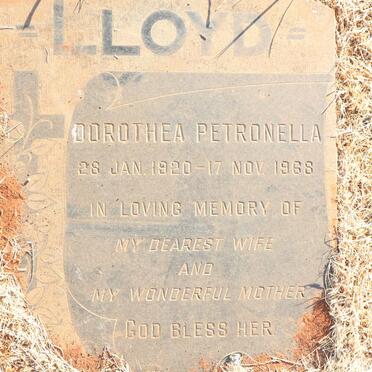 = LLOYD =
DOROTHEA PETRONELLA
28 JAN. 1920 - 17 NOV. 1968
IN LOVING MEMORY OF
MY DEAREST WIFE
AND
MY WONDERFUL MOTHER
GOD BLESS HER